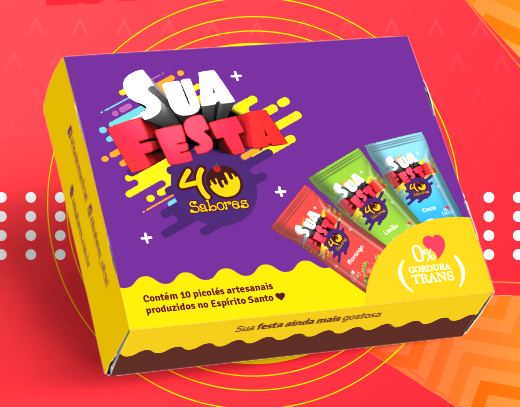 SUA
FESTA
40
Sabores
SUA
FESTA
40
Morango
SUA
FESTA
40
Limão
SUA
FESTA
40
Coco
0%
GORDURA
TRANS
Contém 10 picolés artesanais
produzidos no Espírito Santo
Sua festa ainda mais gostosa